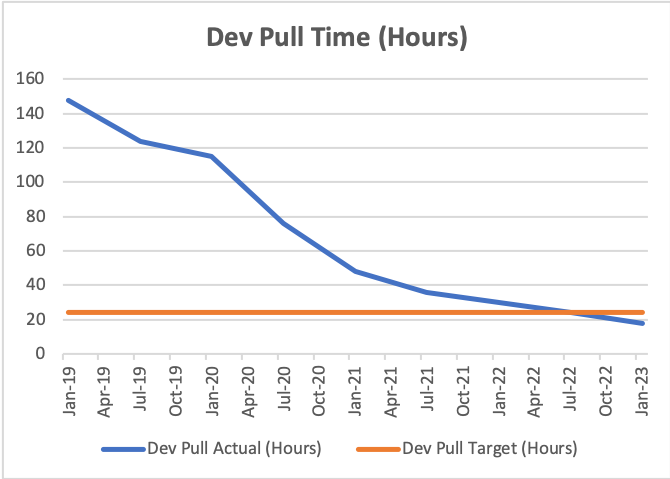 Dev Pull Time (Hours)
160
140
120
100
80
60
40
20
0
Jan-19
Apr-19
Jul-19
Oct-19
Jan-20
Apr-20
Jul-20
Oct-20
Jan-21
Apr-21
Jul-21
Oct-21
Jan-22
Apr-22
Jul-22
Oct-22
Jan-23
Dev Pull Actual (Hours) Dev Pull Target (Hours)